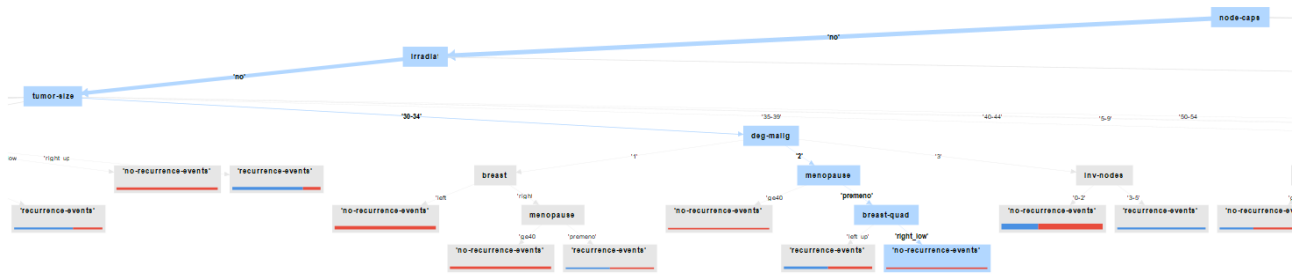 node-caps
'no'
irradia'
'no'
tumor-size
'30-34'
'35-39'
'40-44'
'5-9'
'50-54'
deg-malig
'1'
'2'
'3'
ow
'right_up'
'no-recurrence-events'
'recurrence-events'
breast
menopause
inv-nodes
'recurrence-events'
'left
'right
'no-recurrence-events'
menopause
'ge40
'premeno'
'no-recurrence-events'
breast-quad
'0-2'
'3-5'
'no-recurrence-events'
'recurrence-events'
'no-recurrence-events'
'ge40
'premeno'
'no-recurrence-events'
'recurrence-events'
'left_up'
'right_low'
'recurrence-events'
'no-recurrence-events'